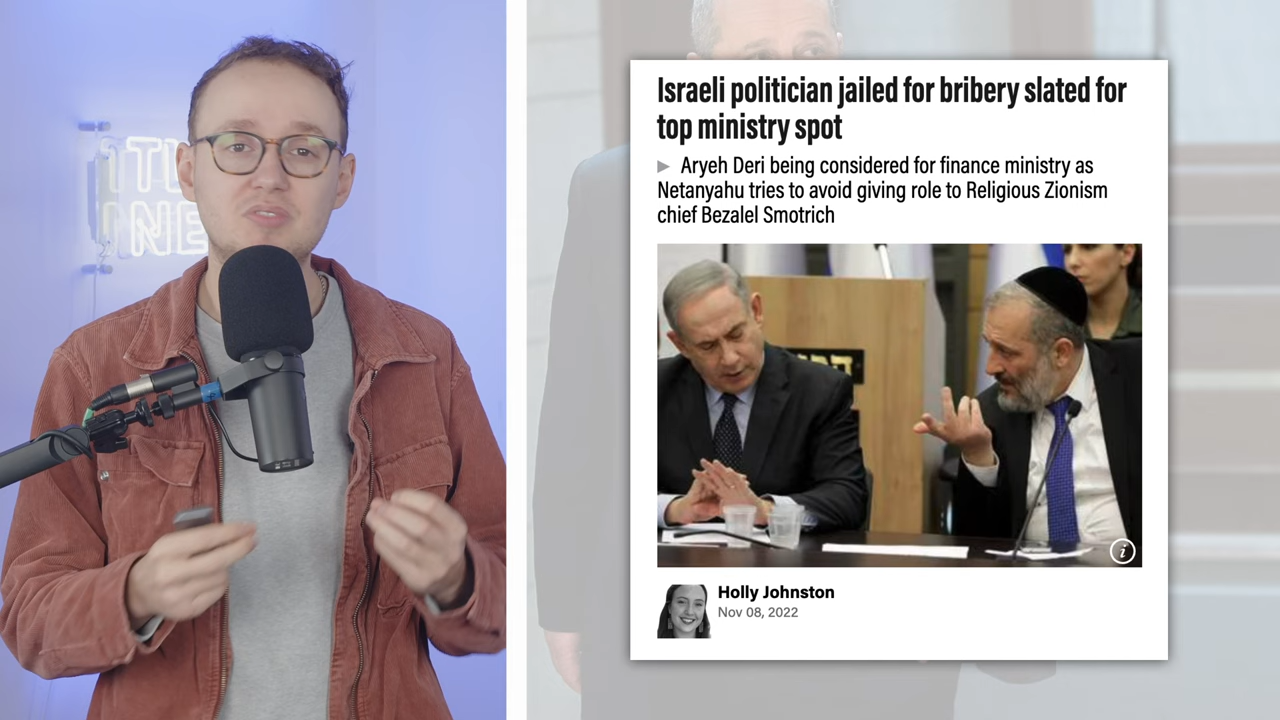 Israeli politician jailed for bribery slated for
top ministry spot
▶ Aryeh Deri being considered for finance ministry as
Netanyahu tries to avoid giving role to Religious Zionism
chief Bezalel Smotrich
Holly Johnston
Nov 08, 2022